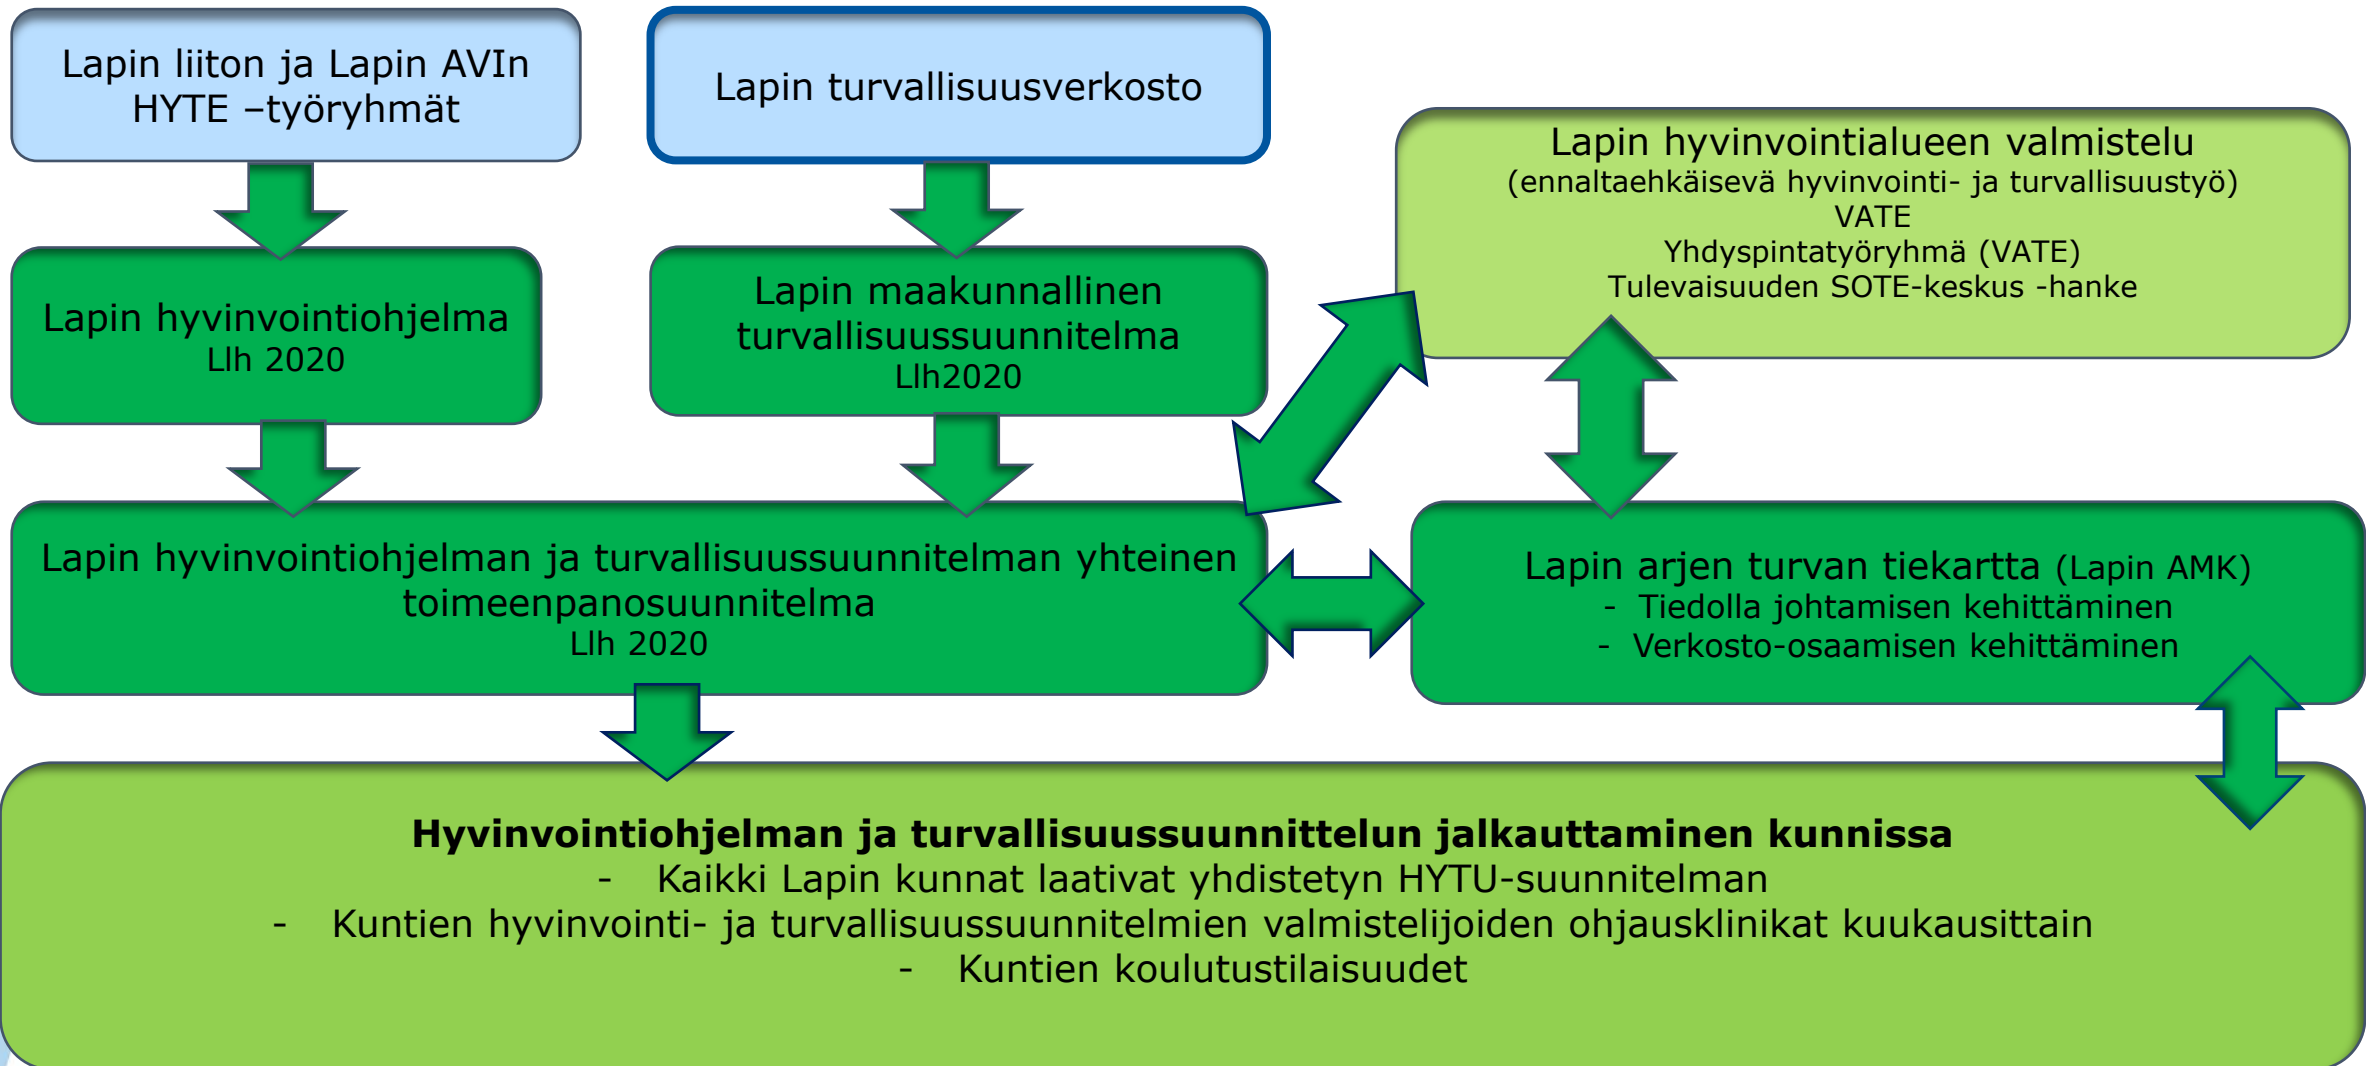 Lapin liiton ja Lapin AVIn
HYTE –työryhmät
Lapin turvallisuusverkosto
Lapin hyvinvointialueen valmistelu
(ennaltaehkäisevä hyvinvointi- ja turvallisuustyö)
VATE
Yhdyspintatyöryhmä (VATE)
Tulevaisuuden SOTE-keskus -hanke
Lapin hyvinvointiohjelma
Llh 2020
Lapin maakunnallinen
turvallisuussuunnitelma
Llh2020
Lapin hyvinvointiohjelman ja turvallisuussuunnitelman yhteinen
toimeenpanosuunnitelma
Llh 2020
Lapin arjen turvan tiekartta (Lapin AMK)
- Tiedolla johtamisen kehittäminen
- Verkosto-osaamisen kehittäminen
Hyvinvointiohjelman ja turvallisuussuunnittelun jalkauttaminen kunnissa
- Kaikki Lapin kunnat laativat yhdistetyn HYTU-suunnitelman
- Kuntien hyvinvointi- ja turvallisuussuunnitelmien valmistelijoiden ohjausklinikat kuukausittain
- Kuntien koulutustilaisuudet